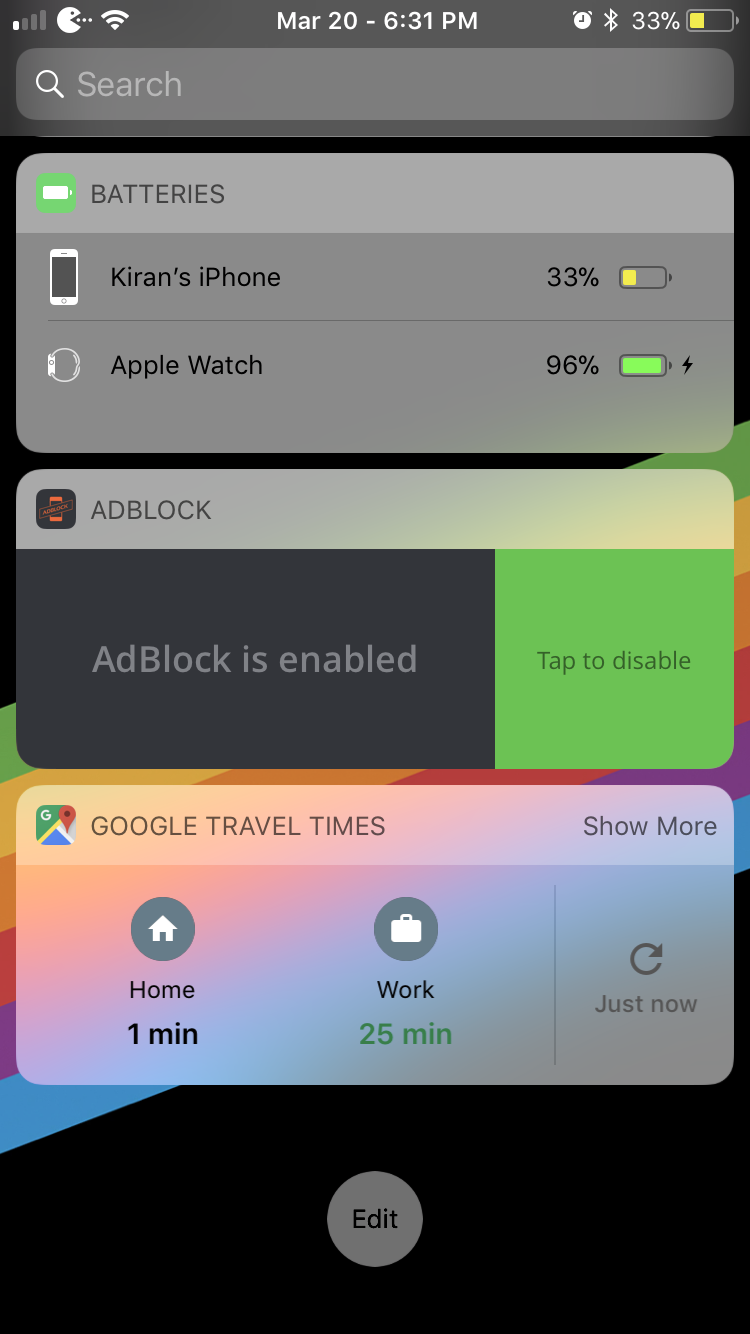 Mar 20 - 6:31 PM 33%
Search
BATTERIES
Kiran’s iPhone 33%
Apple Watch 96%
ADBLOCK
ADBLOCK
AdBlock is enabled Tap to disable
G
GOOGLE TRAVEL TIMES Show More
Home Work
1 min 25 min
Just now
Edit